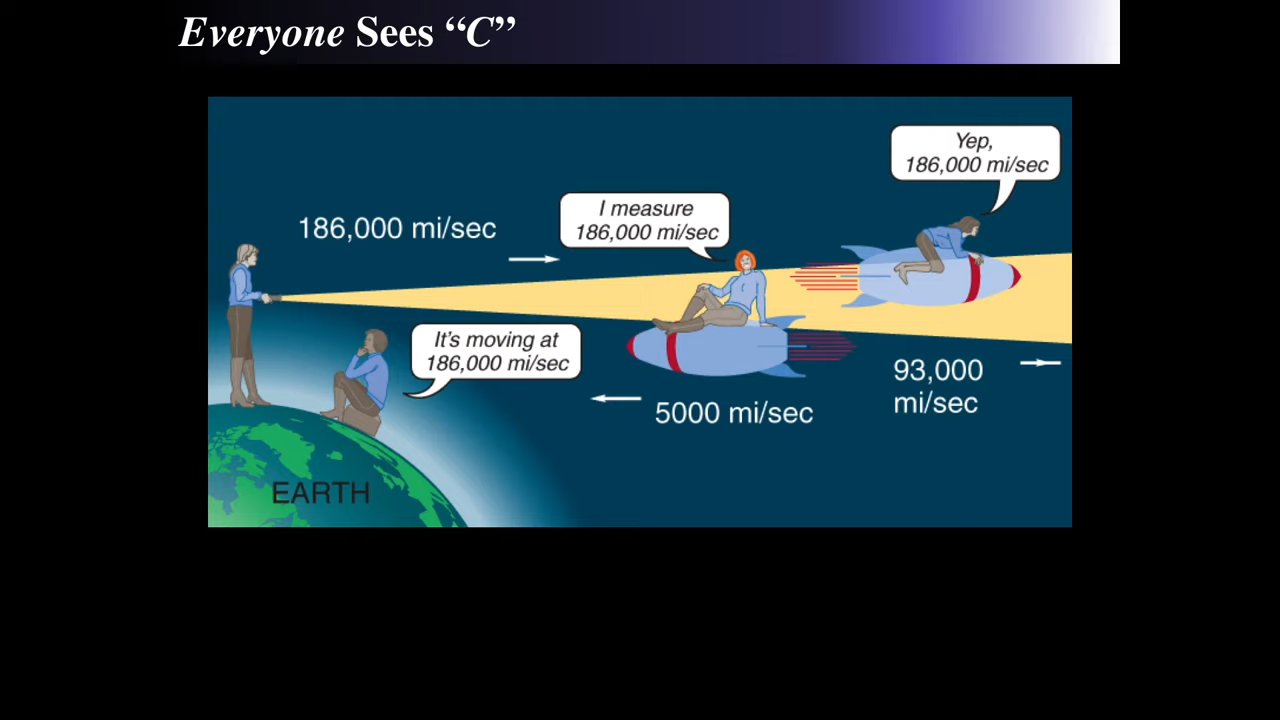 Everyone Sees “C”
Yep,
186,000 mi/sec
I measure
186,000 mi/sec
186,000 mi/sec
It’s moving at
186,000 mi/sec
93,000
mi/sec
5000 mi/sec
EARTH